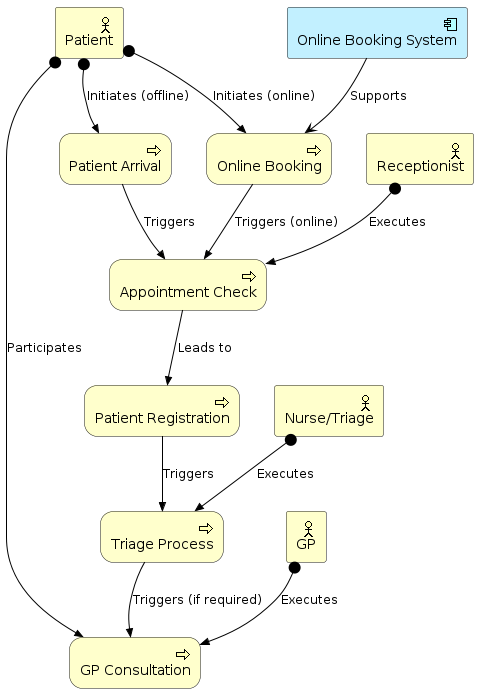 Patient
Online Booking System
Initiates (offline)
Initiates (online)
Supports
Patient Arrival
Online Booking
Receptionist
Triggers
Triggers (online)
Executes
Appointment Check
Participates
Leads to
Patient Registration
Nurse/Triage
Triggers
Executes
Triage Process
GP
Triggers (if required)
Executes
GP Consultation